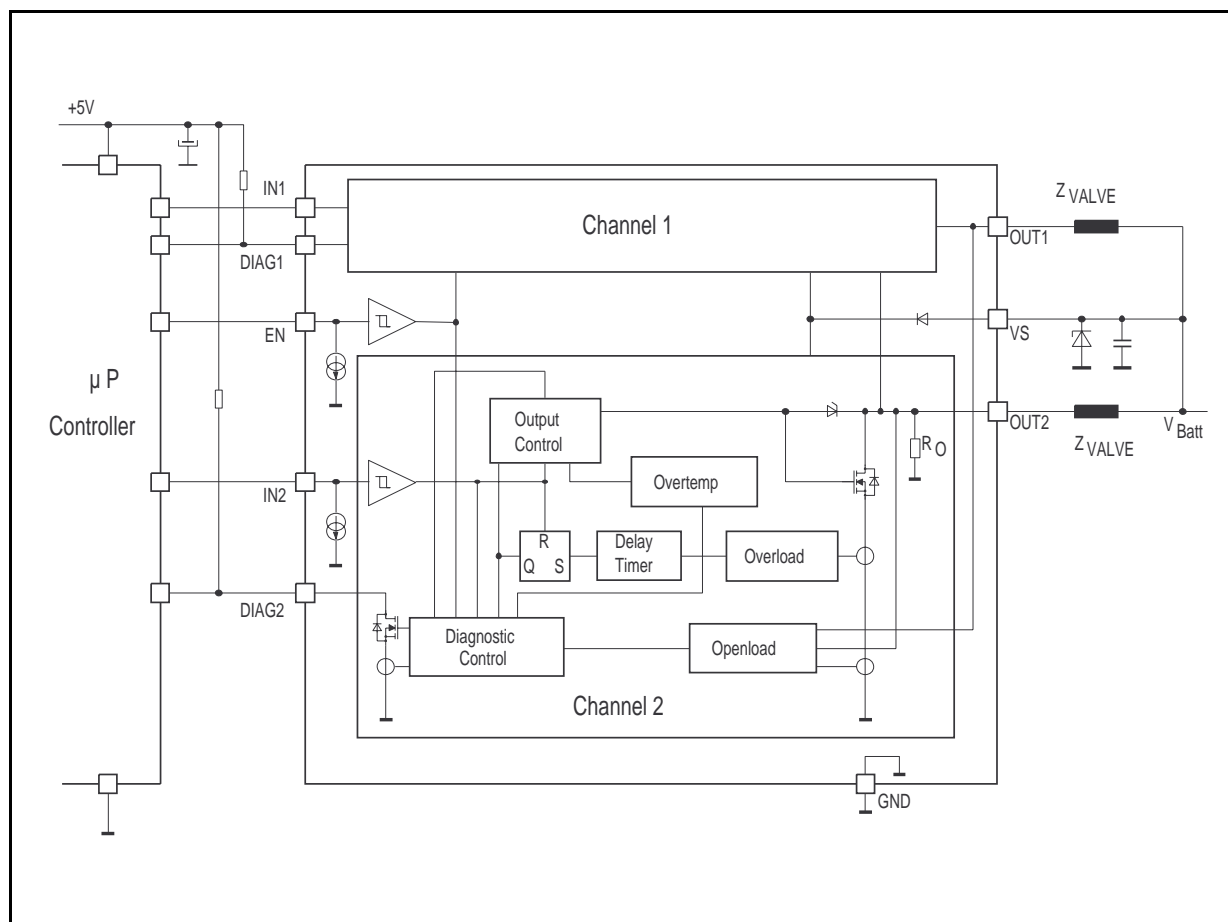 +5V
IN1
Channel 1
Z VALVE
OUT1
DIAG1
EN
VS
μ P
Controller
Output
Control
R O
OUT2
Z VALVE
V Batt
IN2
Overtemp
R
Q S
Delay
Timer
Overload
DIAG2
Diagnostic
Control
Openload
Channel 2
GND